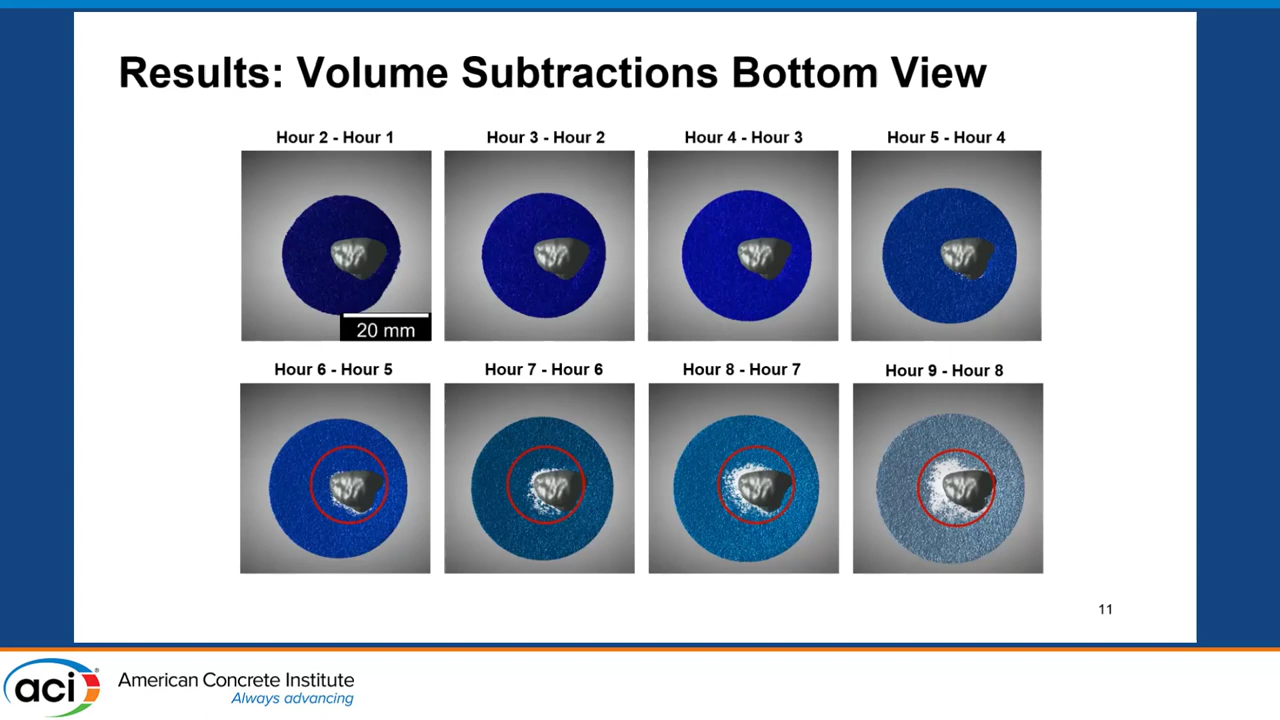 Results: Volume Subtractions Bottom View
Hour 2 - Hour 1
Hour 3 - Hour 2
Hour 4 - Hour 3
Hour 5 - Hour 4
20 mm
Hour 6 - Hour 5
Hour 7 - Hour 6
Hour 8 - Hour 7
Hour 9 - Hour 8
11
aci®
American Concrete Institute
Always advancing